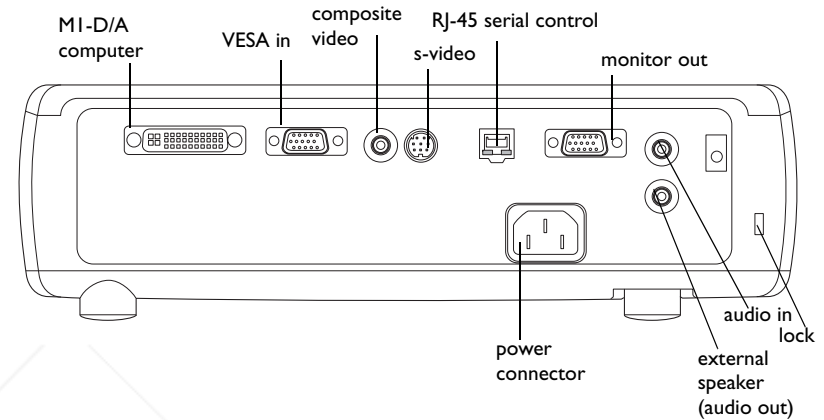 M1-D/A
computer
VESA in
composite
video
s-video
RJ-45 serial control
monitor out
power
connector
audio in
lock
external
speaker
(audio out)